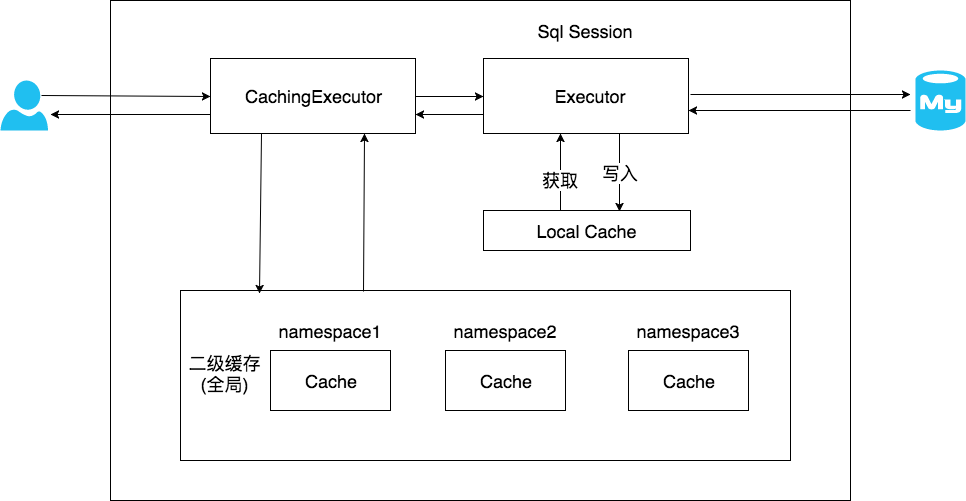 Sql Session
CachingExecutor
Executor
My
获取
写入
Local Cache
namespace1
namespace2
namespace3
二级缓存
(全局)
Cache
Cache
Cache